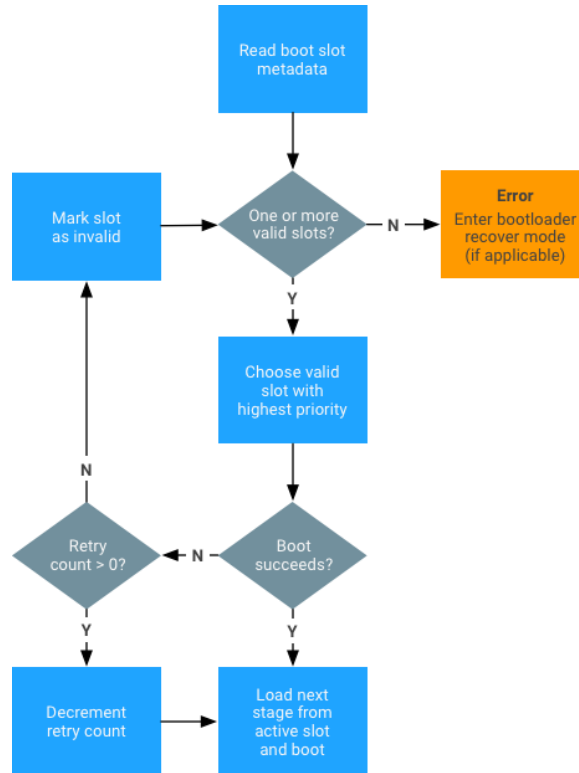 Read boot slot
metadata
Mark slot
as invalid
One or more
valid slots?
N
Error
Enter bootloader
recover mode
(if applicable)
Y
Choose valid
slot with
highest priority
N
Retry
count > 0?
N
Boot
succeeds?
Y
Y
Decrement
retry count
Load next
stage from
active slot
and boot